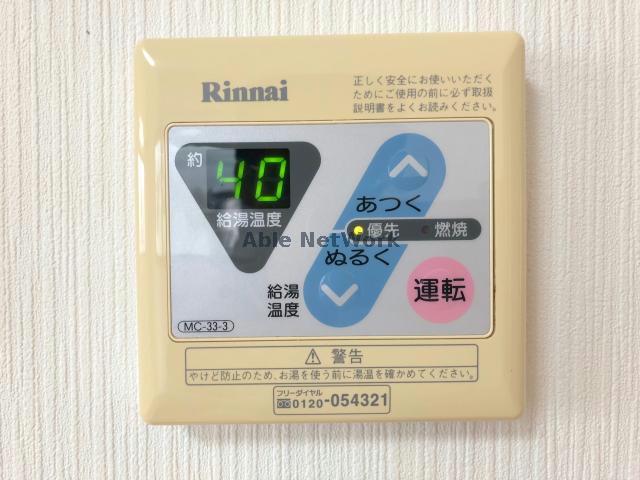 Rinnai
正しく安全にお使いいただく
ためにご使用の前に必ず取扱
説明書をよくお読みください。
約
40
給湯温度
あつく
優先 燃焼
Able NetWork
ぬるく
給湯
温度
運転
MC-33-3
⚠ 警告
やけど防止のため、お湯を使う前に湯温を確かめてください。
フリーダイヤル
0120-054321